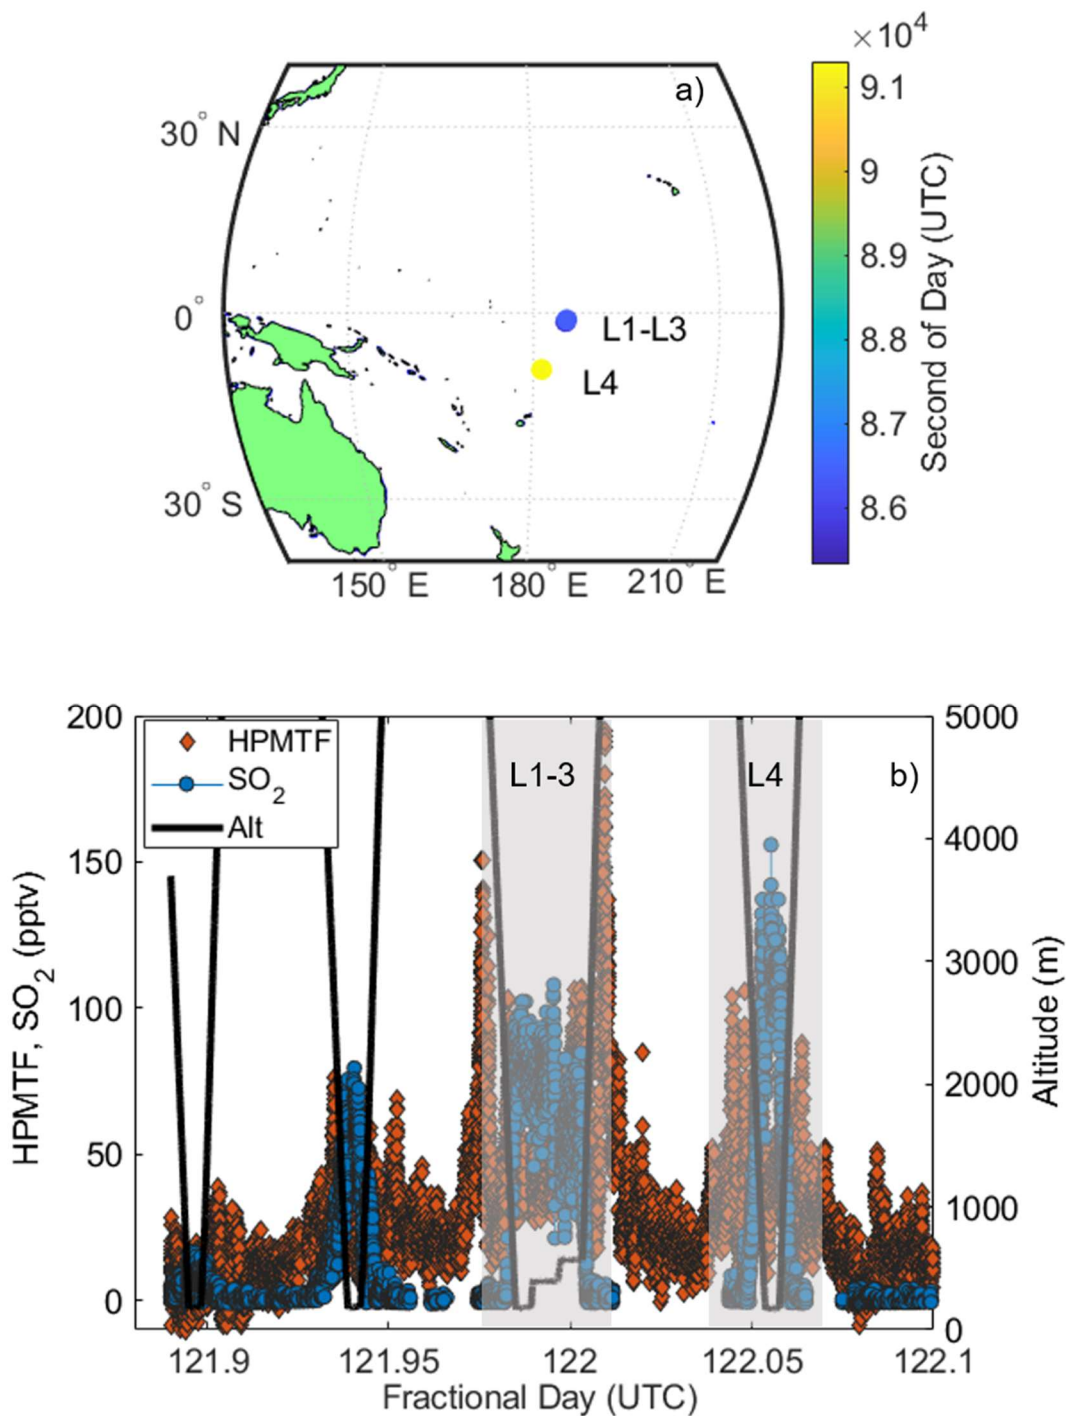 ×10⁴
a)
30° N
0°
30° S
L1-L3
L4
150° E
180° E
210° E
9.1
9
8.9
8.8
8.7
8.6
Second of Day (UTC)
200
150
100
50
0
HPMTF, SO₂ (pptv)
HPMTF
SO₂
Alt
L1-3
L4
b)
5000
4000
3000
2000
1000
0
Altitude (m)
121.9
121.95
122
122.05
122.1
Fractional Day (UTC)